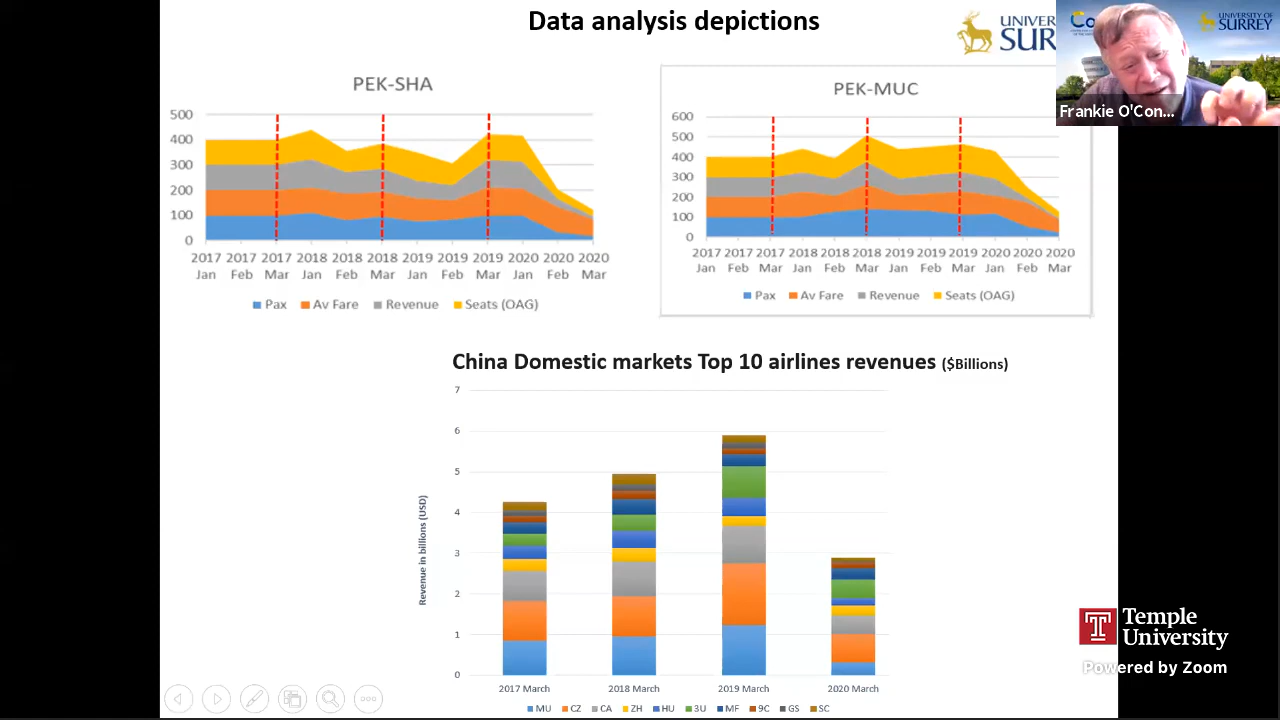 Data analysis depictions
UNIVER
SUR
Co
UNIVERSITY OF
SURREY
Frankie O'Con...
PEK-SHA
500
400
300
200
100
0
2017 2017 2017 2018 2018 2018 2019 2019 2019 2020 2020 2020
Jan Feb Mar Jan Feb Mar Jan Feb Mar Jan Feb Mar
Pax Av Fare Revenue Seats (OAG)
PEK-MUC
600
500
400
300
200
100
0
2017 2017 2017 2018 2018 2018 2019 2019 2019 2020 2020 2020
Jan Feb Mar Jan Feb Mar Jan Feb Mar Jan Feb Mar
Pax Av Fare Revenue Seats (OAG)
China Domestic markets Top 10 airlines revenues ($Billions)
Revenue in billions (USD)
7
6
5
4
3
2
1
0
2017 March 2018 March 2019 March 2020 March
MU CZ CA ZH HU 3U MF 9C GS SC
Temple
University
Powered by Zoom